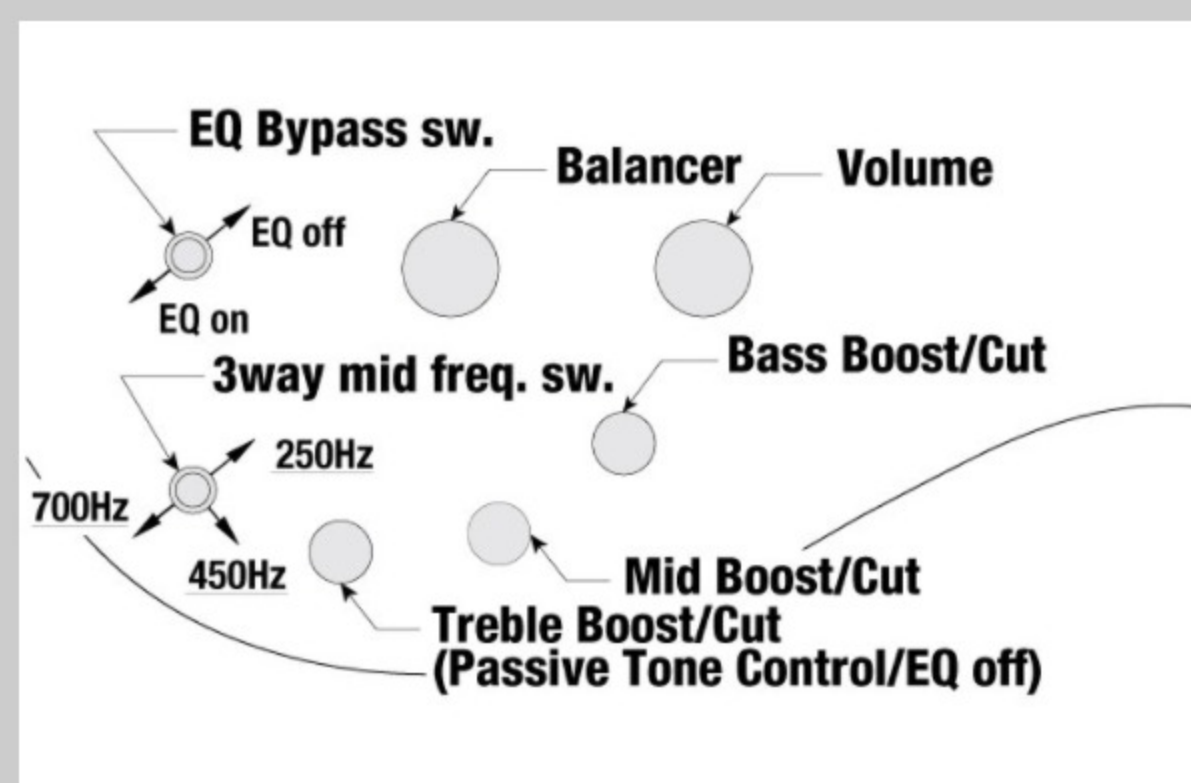 EQ Bypass sw.
Balancer
Volume
EQ off
EQ on
3way mid freq. sw.
Bass Boost/Cut
250Hz
700Hz
450Hz
Mid Boost/Cut
Treble Boost/Cut
(Passive Tone Control/EQ off)